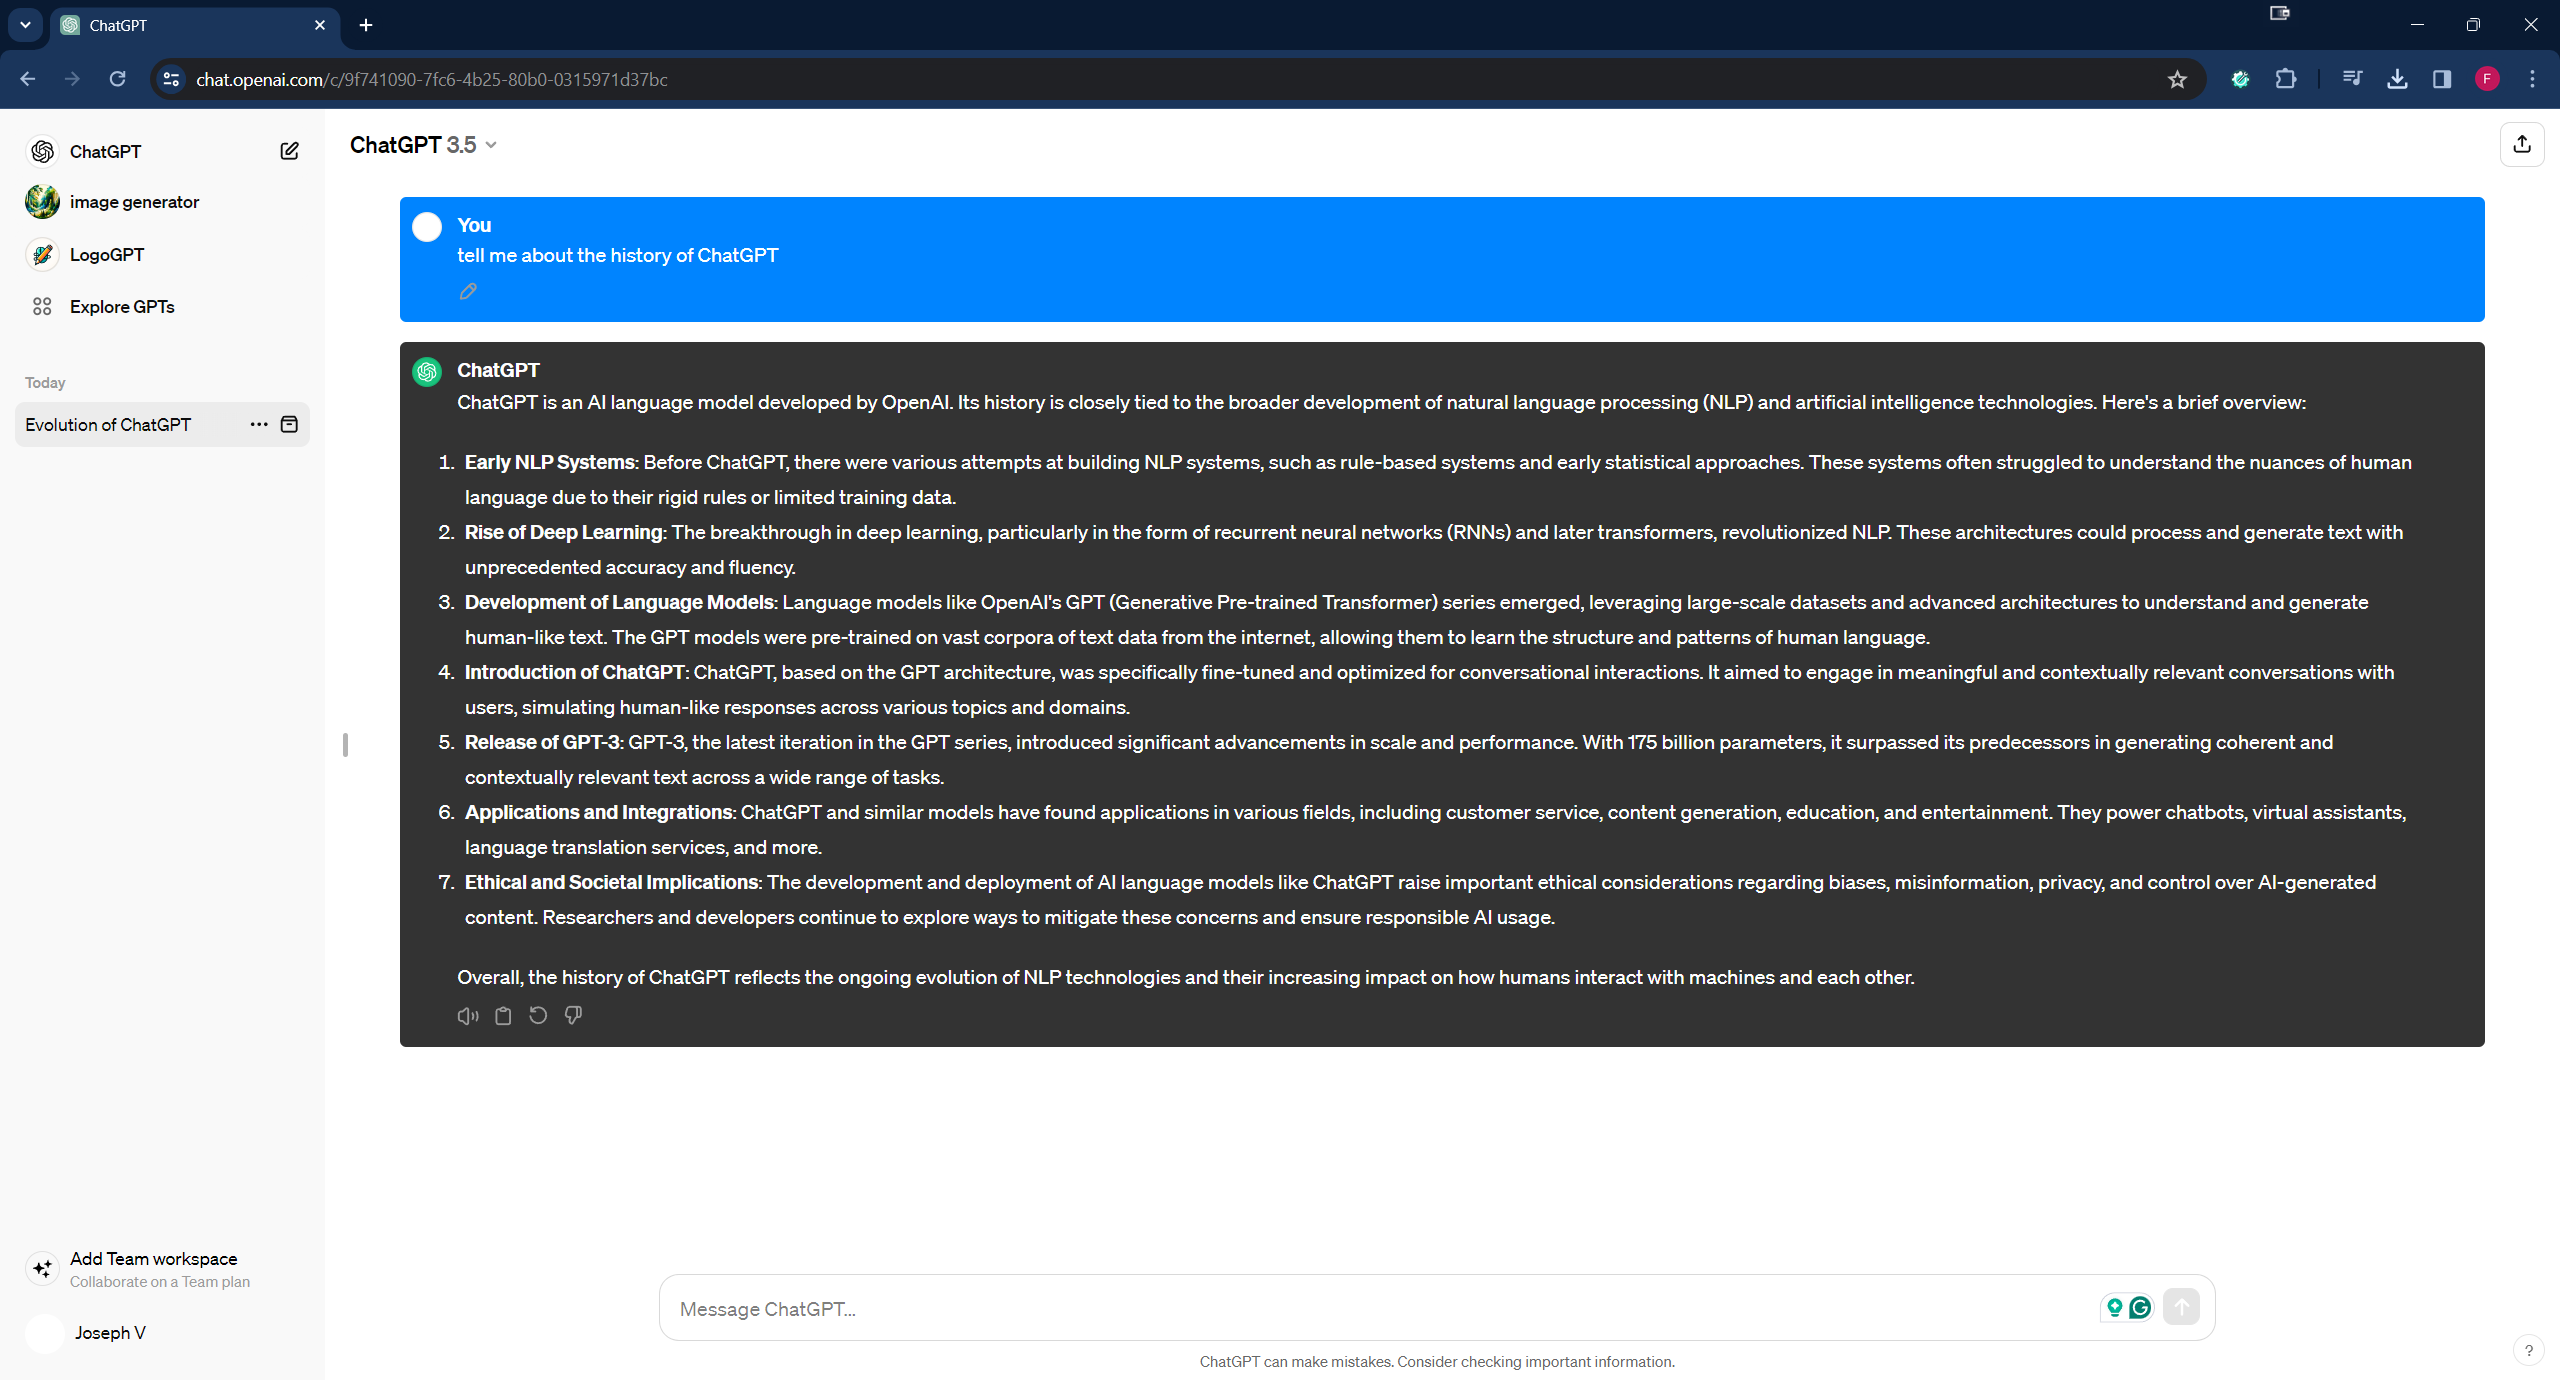 ChatGPT
chat.openai.com/c/9f741090-7fc6-4b25-80b0-0315971d37bc
F
ChatGPT
image generator
LogoGPT
Explore GPTs
Today
Evolution of ChatGPT
Add Team workspace
Collaborate on a Team plan
Joseph V
ChatGPT 3.5
You
tell me about the history of ChatGPT
ChatGPT
ChatGPT is an AI language model developed by OpenAI. Its history is closely tied to the broader development of natural language processing (NLP) and artificial intelligence technologies. Here's a brief overview:
1. Early NLP Systems: Before ChatGPT, there were various attempts at building NLP systems, such as rule-based systems and early statistical approaches. These systems often struggled to understand the nuances of human
language due to their rigid rules or limited training data.
2. Rise of Deep Learning: The breakthrough in deep learning, particularly in the form of recurrent neural networks (RNNs) and later transformers, revolutionized NLP. These architectures could process and generate text with
unprecedented accuracy and fluency.
3. Development of Language Models: Language models like OpenAI's GPT (Generative Pre-trained Transformer) series emerged, leveraging large-scale datasets and advanced architectures to understand and generate
human-like text. The GPT models were pre-trained on vast corpora of text data from the internet, allowing them to learn the structure and patterns of human language.
4. Introduction of ChatGPT: ChatGPT, based on the GPT architecture, was specifically fine-tuned and optimized for conversational interactions. It aimed to engage in meaningful and contextually relevant conversations with
users, simulating human-like responses across various topics and domains.
5. Release of GPT-3: GPT-3, the latest iteration in the GPT series, introduced significant advancements in scale and performance. With 175 billion parameters, it surpassed its predecessors in generating coherent and
contextually relevant text across a wide range of tasks.
6. Applications and Integrations: ChatGPT and similar models have found applications in various fields, including customer service, content generation, education, and entertainment. They power chatbots, virtual assistants,
language translation services, and more.
7. Ethical and Societal Implications: The development and deployment of AI language models like ChatGPT raise important ethical considerations regarding biases, misinformation, privacy, and control over AI-generated
content. Researchers and developers continue to explore ways to mitigate these concerns and ensure responsible AI usage.
Overall, the history of ChatGPT reflects the ongoing evolution of NLP technologies and their increasing impact on how humans interact with machines and each other.
Message ChatGPT...
ChatGPT can make mistakes. Consider checking important information.
?